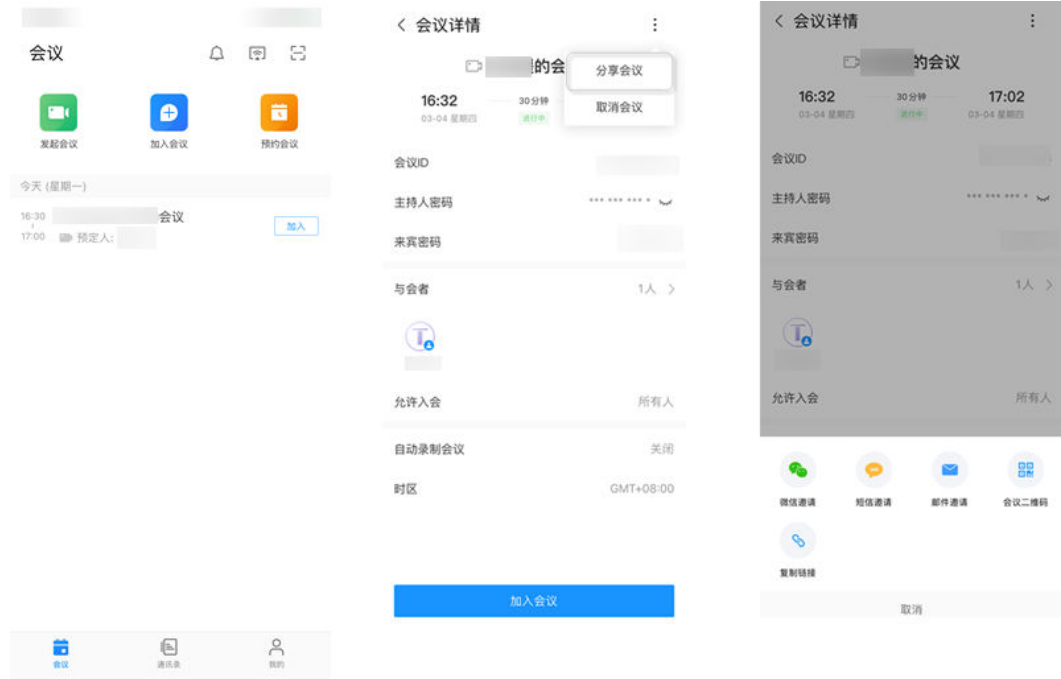 会议
发起会议
加入会议
预约会议
今天 (星期一)
16:30
会议
加入
17:00
预定人:
会议
通讯录
我的
会议详情
的会
分享会议
取消会议
16:32
30分钟
03-04 星期四
进行中
会议ID
主持人密码
*** *** *** *
来宾密码
与会者
1人
T
允许入会
所有人
自动录制会议
关闭
时区
GMT+08:00
加入会议
会议详情
的会议
16:32
30分钟
17:02
03-04 星期四
进行中
03-04 星期四
会议ID
主持人密码
*** *** *** *
来宾密码
与会者
1人
T
允许入会
所有人
微信邀请
短信邀请
邮件邀请
会议二维码
复制链接
取消